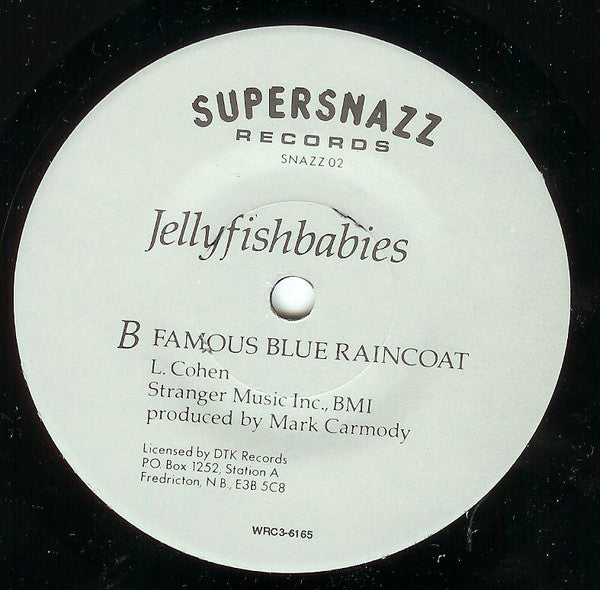 SUPERSNAZZ
RECORDS
SNAZZ 02
Jellyfishbabies
B FAMOUS BLUE RAINCOAT
L. Cohen
Stranger Music Inc., BMI
produced by Mark Carmody
Licensed by DTK Records
PO Box 1252, Station A
Fredricton, N.B., E3B 5C8
WRC3-6165